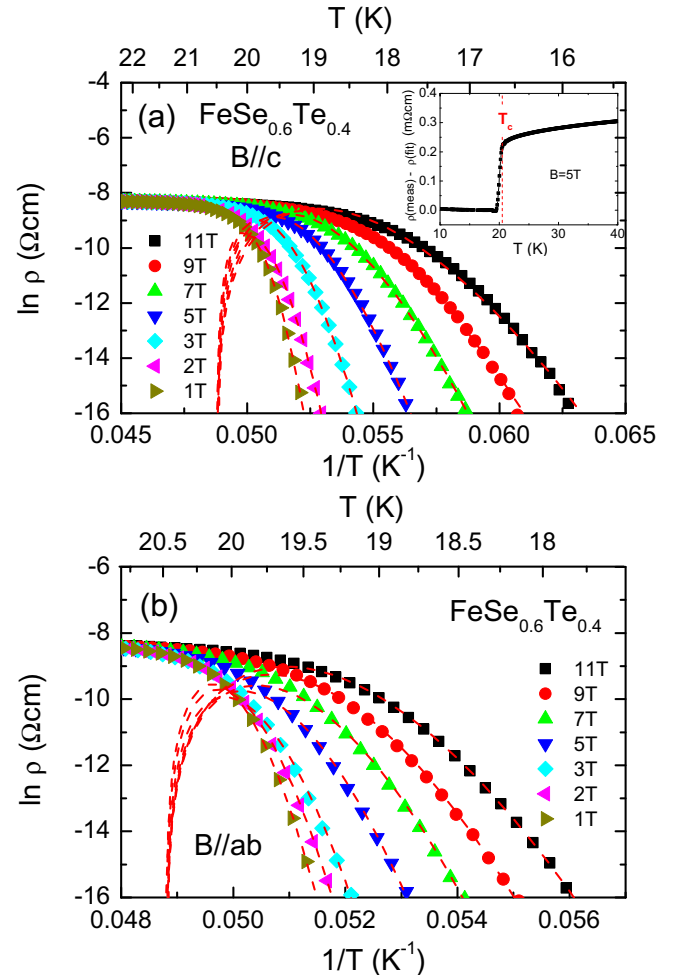 T (K)
22 21 20 19 18 17 16
-4
-6
-8
-10
-12
-14
-16
ln ρ (Ωcm)
(a)
FeSe0.6Te0.4
B//c
11T
9T
7T
5T
3T
2T
1T
ρ(meas) - ρ(fit) (mΩcm)
0.4
0.3
0.2
0.1
0.0
Tc
B=5T
10 20 30 40
T (K)
0.045 0.050 0.055 0.060 0.065
1/T (K-1)
T (K)
20.5 20 19.5 19 18.5 18
-6
-8
-10
-12
-14
-16
ln ρ (Ωcm)
(b)
FeSe0.6Te0.4
11T
9T
7T
5T
3T
2T
1T
B//ab
0.048 0.050 0.052 0.054 0.056
1/T (K-1)